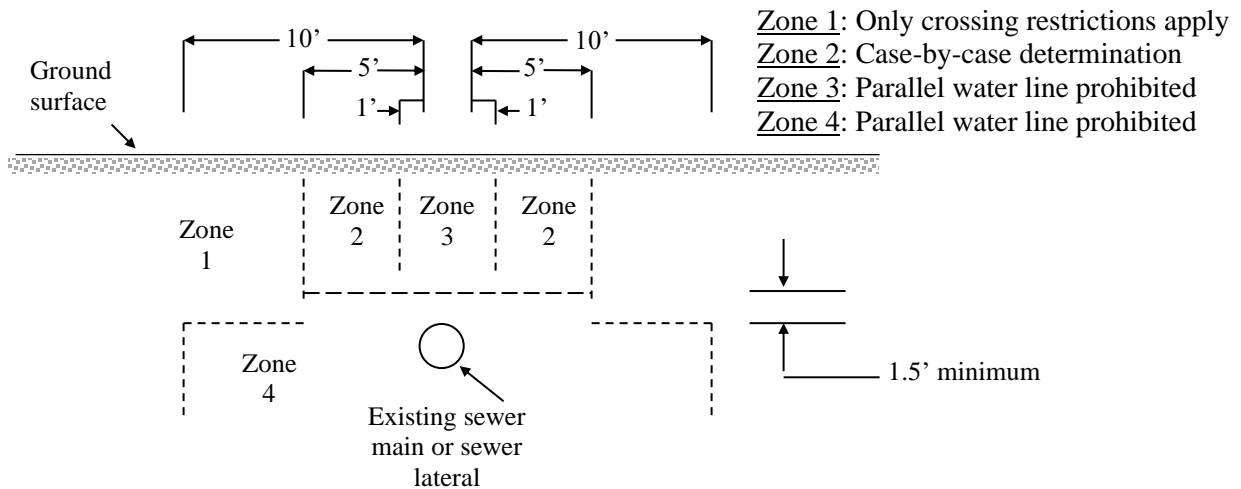 Zone 1: Only crossing restrictions apply
Zone 2: Case-by-case determination
Zone 3: Parallel water line prohibited
Zone 4: Parallel water line prohibited
10’
10’
5’
5’
1’
1’
Ground
surface
Zone
1
Zone
2
Zone
3
Zone
2
Zone
4
1.5’ minimum
Existing sewer
main or sewer
lateral